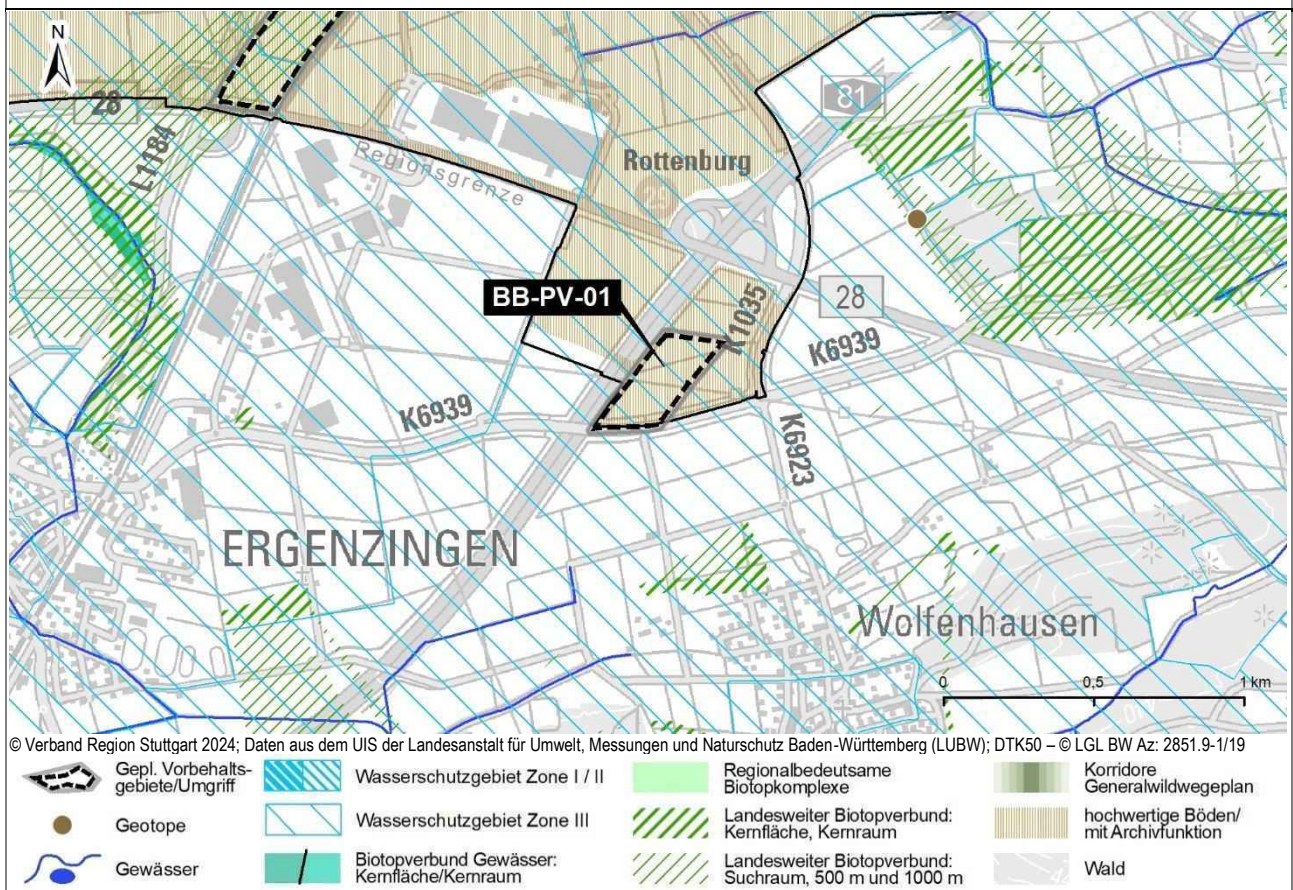 N
28
L1184
Regionsgrenze
81
Rottenburg
BB-PV-01
K1035
28
K6939
K6939
K6923
ERGENZINGEN
Wolfenhausen
0 0,5 1 km
© Verband Region Stuttgart 2024; Daten aus dem UIS der Landesanstalt für Umwelt, Messungen und Naturschutz Baden-Württemberg (LUBW); DTK50 – © LGL BW Az: 2851.9-1/19
Gepl. Vorbehalts-
gebiete/Umgriff
Geotope
Gewässer
Wasserschutzgebiet Zone I / II
Wasserschutzgebiet Zone III
Biotopverbund Gewässer:
Kernfläche/Kernraum
Regionalbedeutsame
Biotopkomplexe
Landesweiter Biotopverbund:
Kernfläche, Kernraum
Landesweiter Biotopverbund:
Suchraum, 500 m und 1000 m
Korridore
Generalwildwegeplan
hochwertige Böden/
mit Archivfunktion
Wald